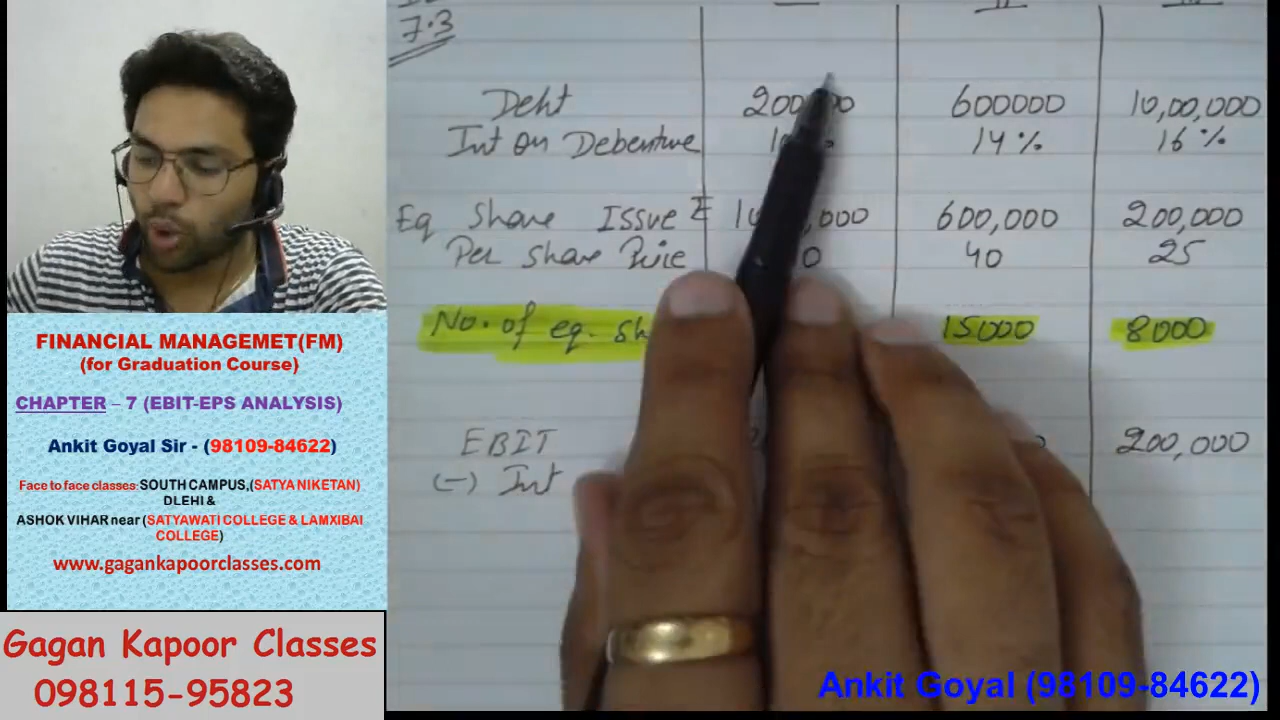 7.3
Debt 200,000 600000 10,00,000
Int on Debenture 14% 16%
Eq Share Issue 600,000 200,000
Per Share Price 40 25
No. of eq. 15000 8000
EBIT 200,000
(-) Int
FINANCIAL MANAGEMET(FM)
(for Graduation Course)
CHAPTER – 7 (EBIT-EPS ANALYSIS)
Ankit Goyal Sir - (98109-84622)
Face to face classes: SOUTH CAMPUS,(SATYA NIKETAN)
DLEHI &
ASHOK VIHAR near (SATYAWATI COLLEGE & LAMXIBAI
COLLEGE)
www.gagankapoorclasses.com
Gagan Kapoor Classes
098115-95823
Ankit Goyal (98109-84622)